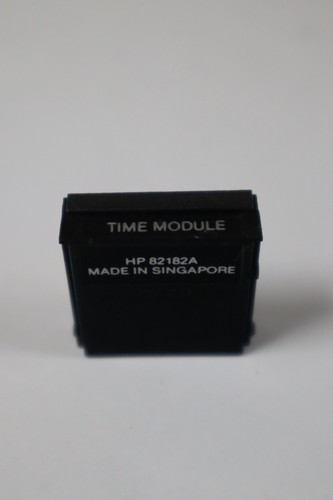 TIME MODULE
HP 82182A
MADE IN SINGAPORE